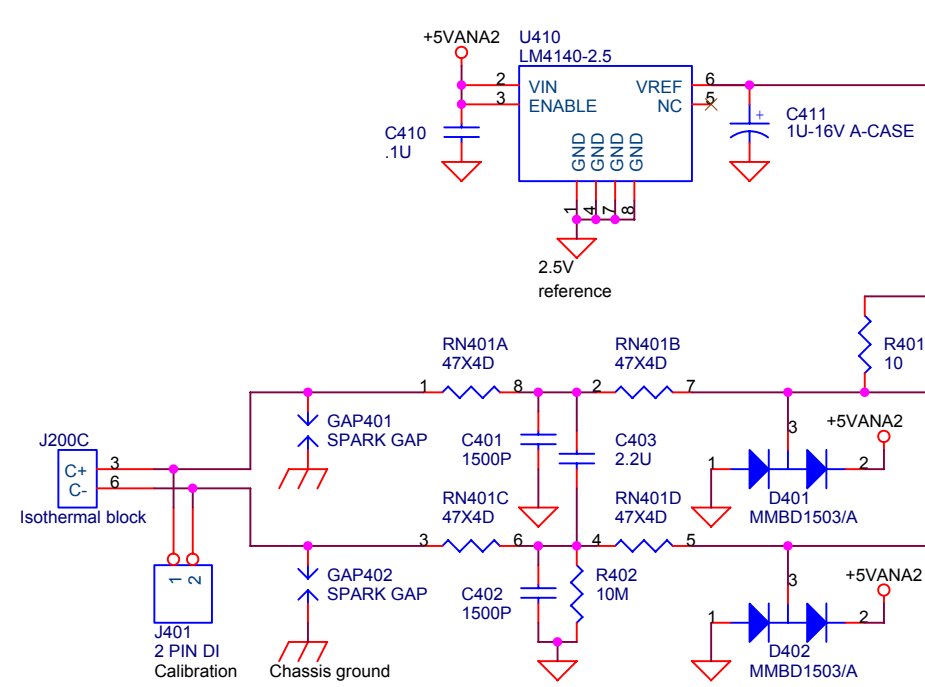 +5VANA2
U410
LM4140-2.5
2
VIN
VREF
6
3
ENABLE
NC
5
C410
.1U
GND
GND
GND
GND
+
C411
1U-16V A-CASE
1
4
7
8
2.5V
reference
RN401A
47X4D
RN401B
47X4D
R401
10
1
8
2
7
GAP401
SPARK GAP
C401
1500P
C403
2.2U
+5VANA2
3
1
2
D401
MMBD1503/A
J200C
C+
3
C-
6
Isothermal block
RN401C
47X4D
RN401D
47X4D
3
6
4
5
GAP402
SPARK GAP
C402
1500P
R402
10M
+5VANA2
3
1
2
D402
MMBD1503/A
1
2
J401
2 PIN DI
Calibration
Chassis ground